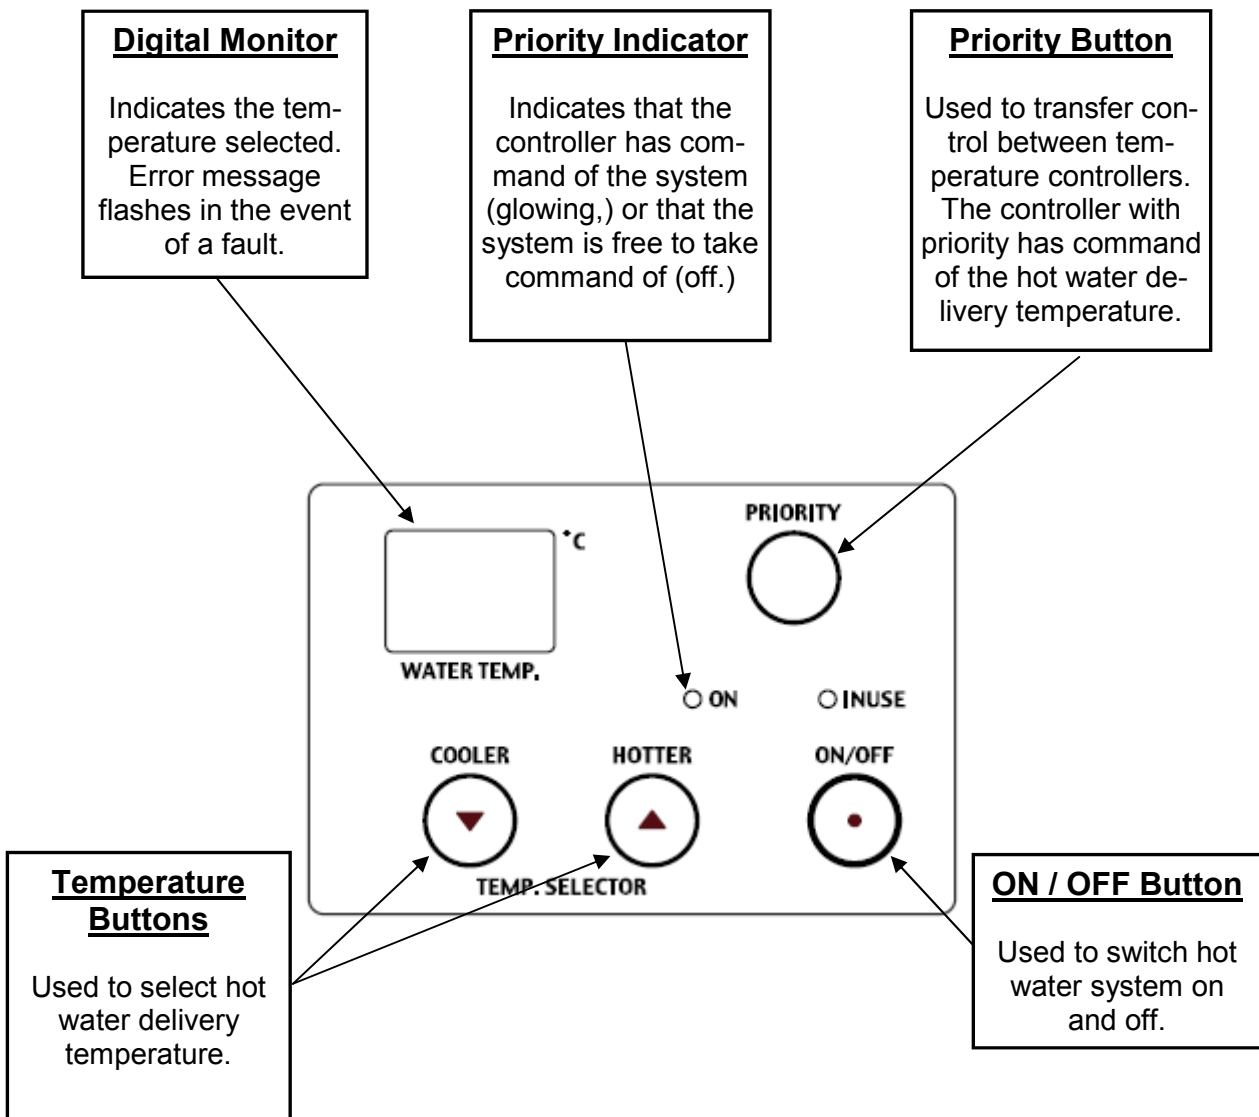 Digital Monitor
Indicates the tem-
perature selected.
Error message
flashes in the event
of a fault.
Priority Indicator
Indicates that the
controller has com-
mand of the system
(glowing,) or that the
system is free to take
command of (off.)
Priority Button
Used to transfer con-
trol between tem-
perature controllers.
The controller with
priority has command
of the hot water de-
livery temperature.
°C
WATER TEMP.
PRIORITY
ON
INUSE
COOLER
HOTTER
ON/OFF
TEMP. SELECTOR
Temperature
Buttons
Used to select hot
water delivery
temperature.
ON / OFF Button
Used to switch hot
water system on
and off.